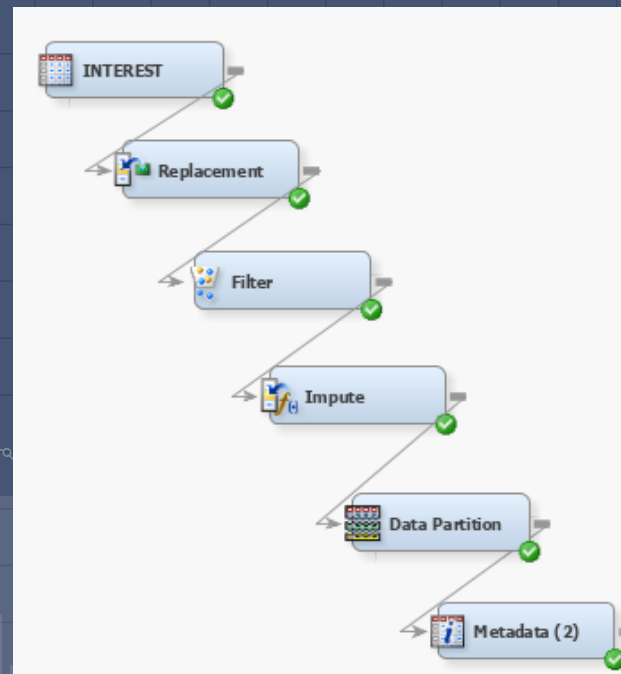 INTEREST
Replacement
Filter
Impute
Data Partition
Metadata (2)